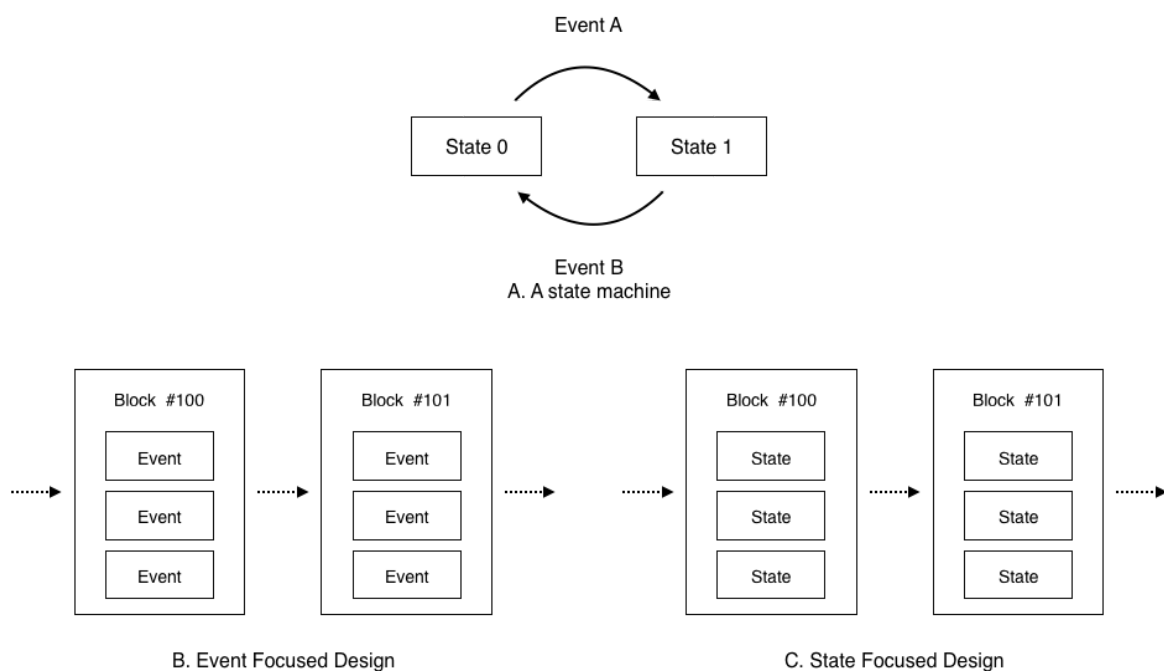 Event A
State 0
State 1
Event B
A. A state machine
Block #100
Event
Event
Event
Block #101
Event
Event
Event
B. Event Focused Design
Block #100
State
State
State
Block #101
State
State
State
C. State Focused Design